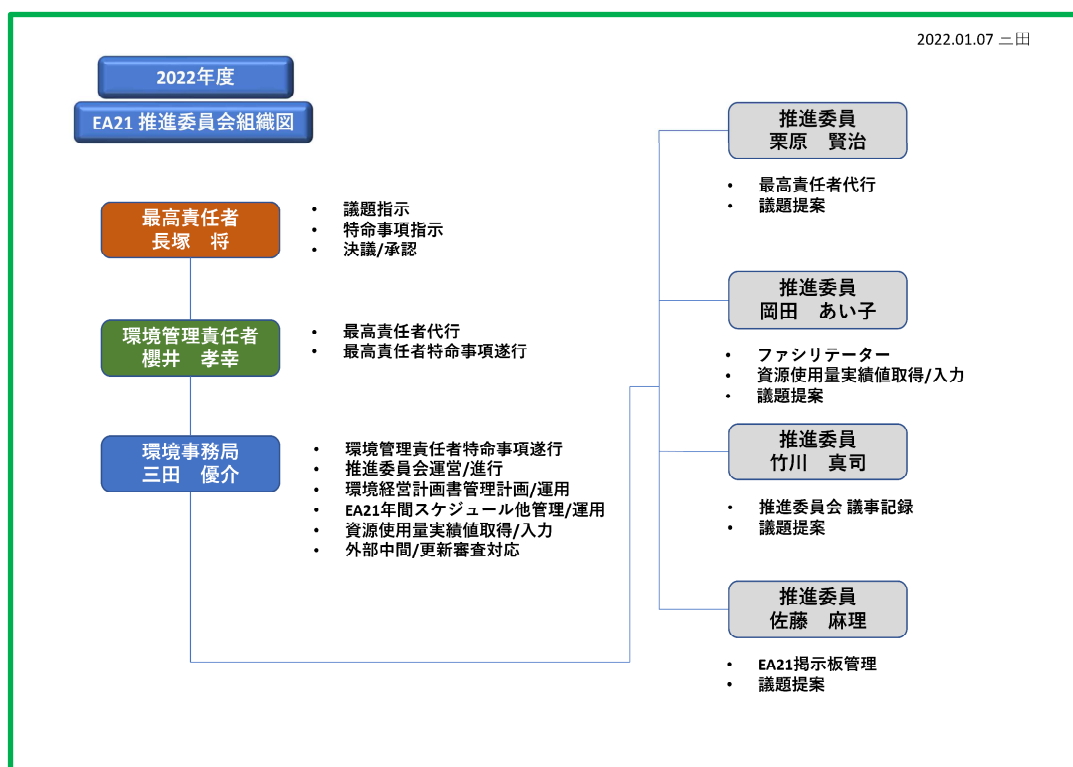 2022.01.07 三田
2022年度
EA21 推進委員会組織図
最高責任者
長塚　将
• 議題指示
• 特命事項指示
• 決議/承認
環境管理責任者
櫻井　孝幸
• 最高責任者代行
• 最高責任者特命事項遂行
環境事務局
三田　優介
• 環境管理責任者特命事項遂行
• 推進委員会運営/進行
• 環境経営計画書管理計画/運用
• EA21年間スケジュール他管理/運用
• 資源使用量実績値取得/入力
• 外部中間/更新審査対応
推進委員
栗原　賢治
• 最高責任者代行
• 議題提案
推進委員
岡田　あい子
• ファシリテーター
• 資源使用量実績値取得/入力
• 議題提案
推進委員
竹川　真司
• 推進委員会 議事記録
• 議題提案
推進委員
佐藤　麻理
• EA21掲示板管理
• 議題提案